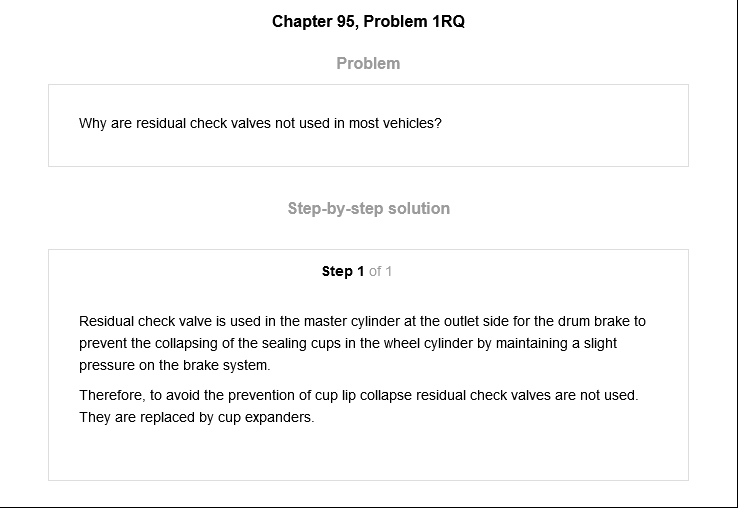 Chapter 95, Problem 1RQ
Problem
Why are residual check valves not used in most vehicles?
Step-by-step solution
Step 1 of 1
Residual check valve is used in the master cylinder at the outlet side for the drum brake to
prevent the collapsing of the sealing cups in the wheel cylinder by maintaining a slight
pressure on the brake system.
Therefore, to avoid the prevention of cup lip collapse residual check valves are not used.
They are replaced by cup expanders.